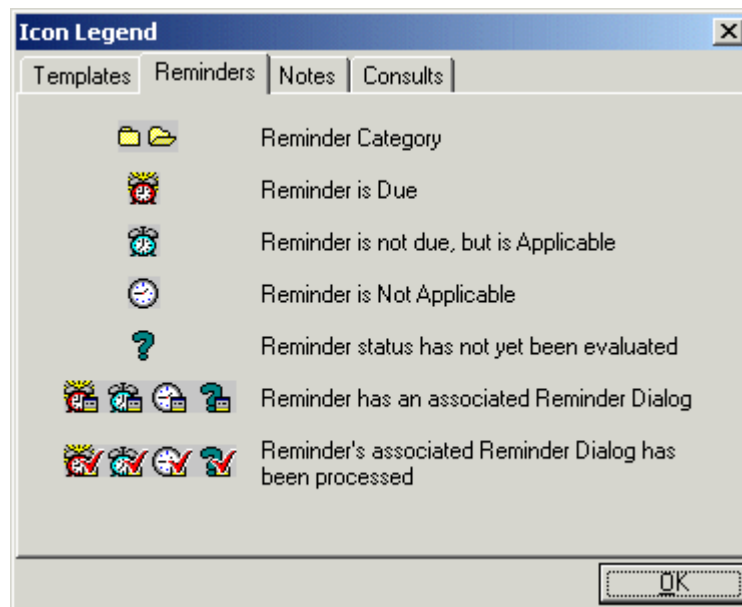 Icon Legend
Templates Reminders Notes Consults
Reminder Category
Reminder is Due
Reminder is not due, but is Applicable
Reminder is Not Applicable
Reminder status has not yet been evaluated
Reminder has an associated Reminder Dialog
Reminder's associated Reminder Dialog has
been processed
OK